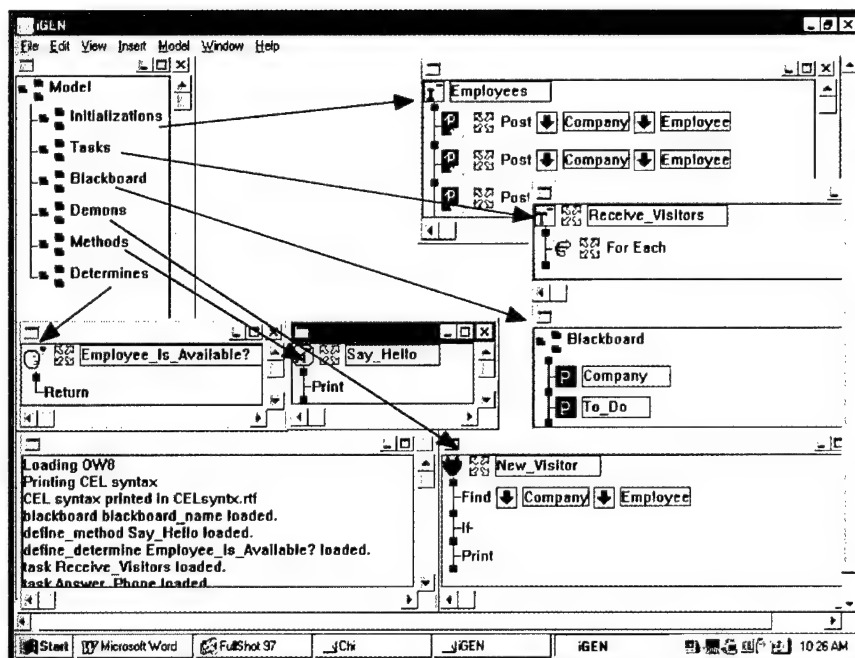 iGEN
File Edit View Insert Model Window Help
Model
Initializations
Tasks
Blackboard
Demons
Methods
Determines
Employees
Post Company Employee
Post Company Employee
Post
Receive_Visitors
For Each
Employee_Is_Available?
Return
Say_Hello
Print
Blackboard
P Company
P To_Do
Loading OW8
Printing CEL syntax
CEL syntax printed in CELsyntx.rtf
blackboard blackboard_name loaded.
define_method Say_Hello loaded.
define_determine Employee_Is_Available? loaded.
task Receive_Visitors loaded.
task Answer_Phone loaded.
New_Visitor
Find Company Employee
If
Print
Start Microsoft Word FullShot 97 Chi iGEN iGEN 10:26 AM